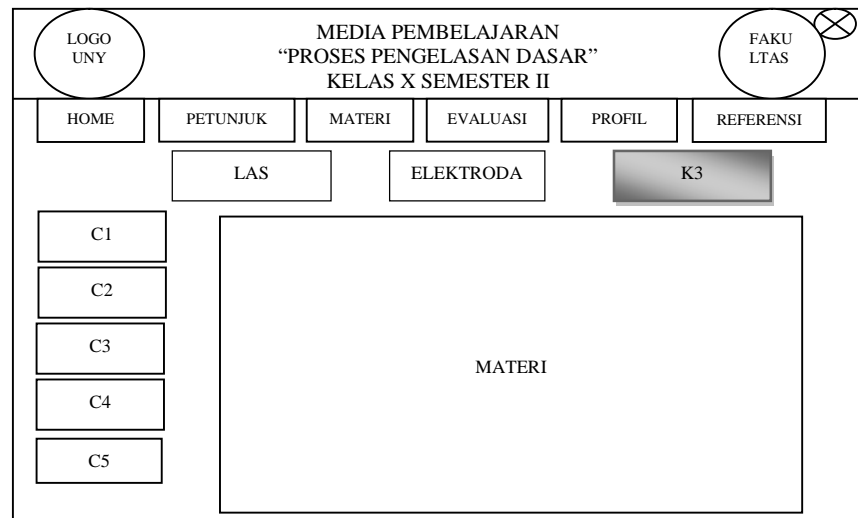 LOGO
UNY
MEDIA PEMBELAJARAN
“PROSES PENGELASAN DASAR”
KELAS X SEMESTER II
FAKU
LTAS
HOME
PETUNJUK
MATERI
EVALUASI
PROFIL
REFERENSI
LAS
ELEKTRODA
K3
C1
C2
C3
C4
C5
MATERI